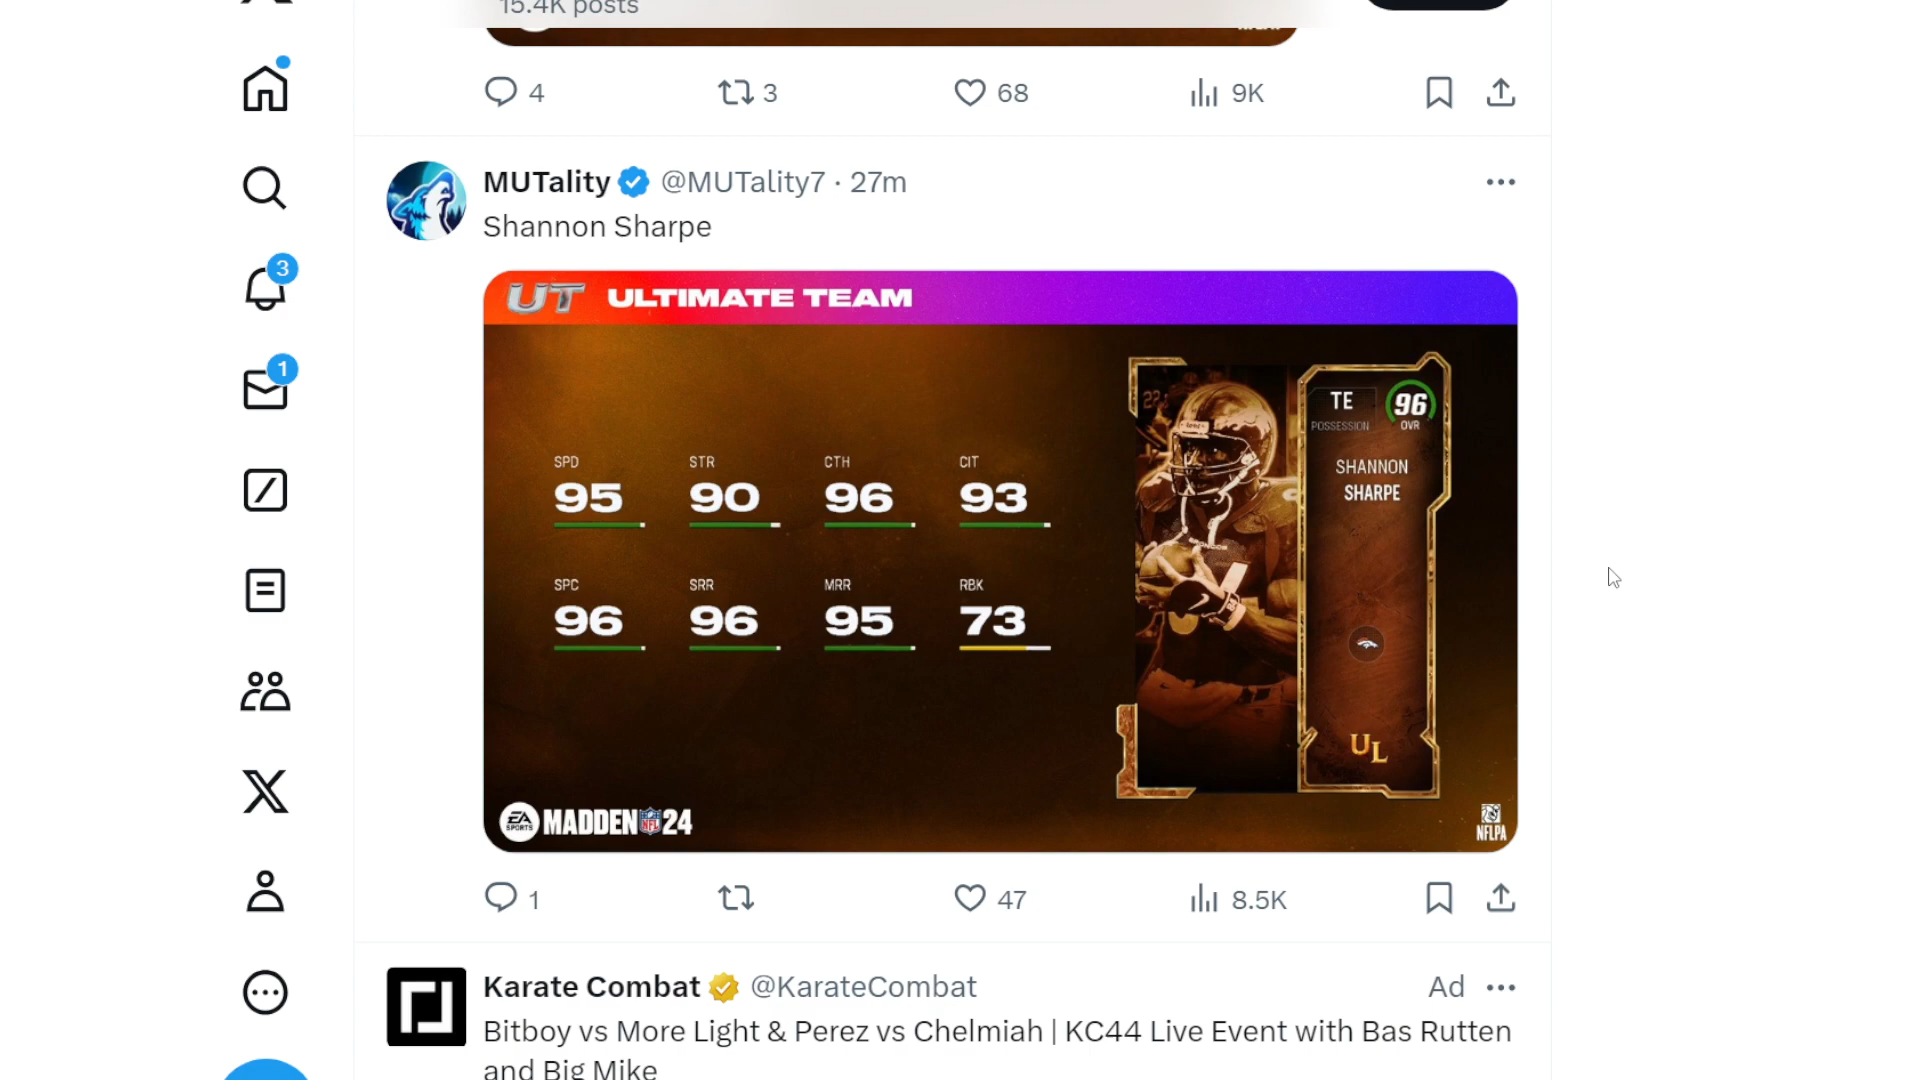 15.4K posts
4 3 68 9K
MUTality @MUTality7 · 27m
Shannon Sharpe
UT ULTIMATE TEAM
TE 96
POSSESSION OVR
SHANNON
SHARPE
SPD STR CTH CIT
95 90 96 93
SPC SRR MRR RBK
96 96 95 73
UL
EA SPORTS MADDEN NFL 24
NFLPA
1 47 8.5K
Karate Combat @KarateCombat Ad
Bitboy vs More Light & Perez vs Chelmiah | KC44 Live Event with Bas Rutten
and Big Mike
3
1